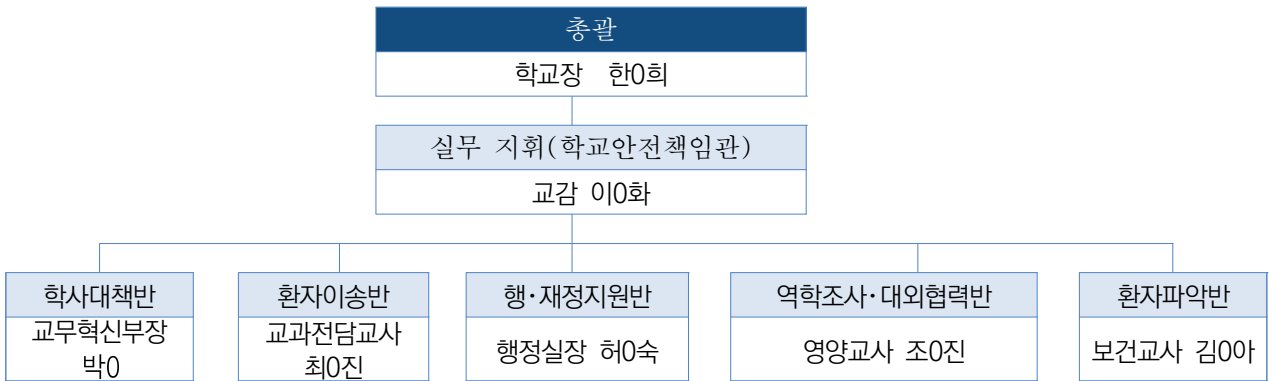 총괄
학교장 한0희
실무 지휘(학교안전책임관)
교감 이0화
학사대책반
교무혁신부장
박0
환자이송반
교과전담교사
최0진
행·재정지원반
행정실장 허0숙
역학조사·대외협력반
영양교사 조0진
환자파악반
보건교사 김0아